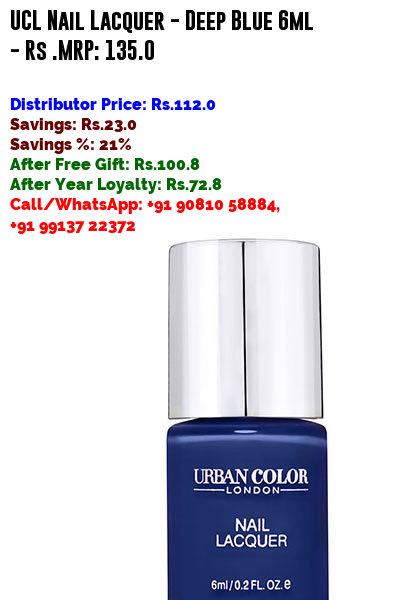 UCL Nail Lacquer - Deep Blue 6ml
- Rs .MRP: 135.0
Distributor Price: Rs.112.0
Savings: Rs.23.0
Savings %: 21%
After Free Gift: Rs.100.8
After Year Loyalty: Rs.72.8
Call/WhatsApp: +91 90810 58884,
+91 99137 22372
URBAN COLOR
LONDON
NAIL
LACQUER
6ml/0.2 FL. OZ.e